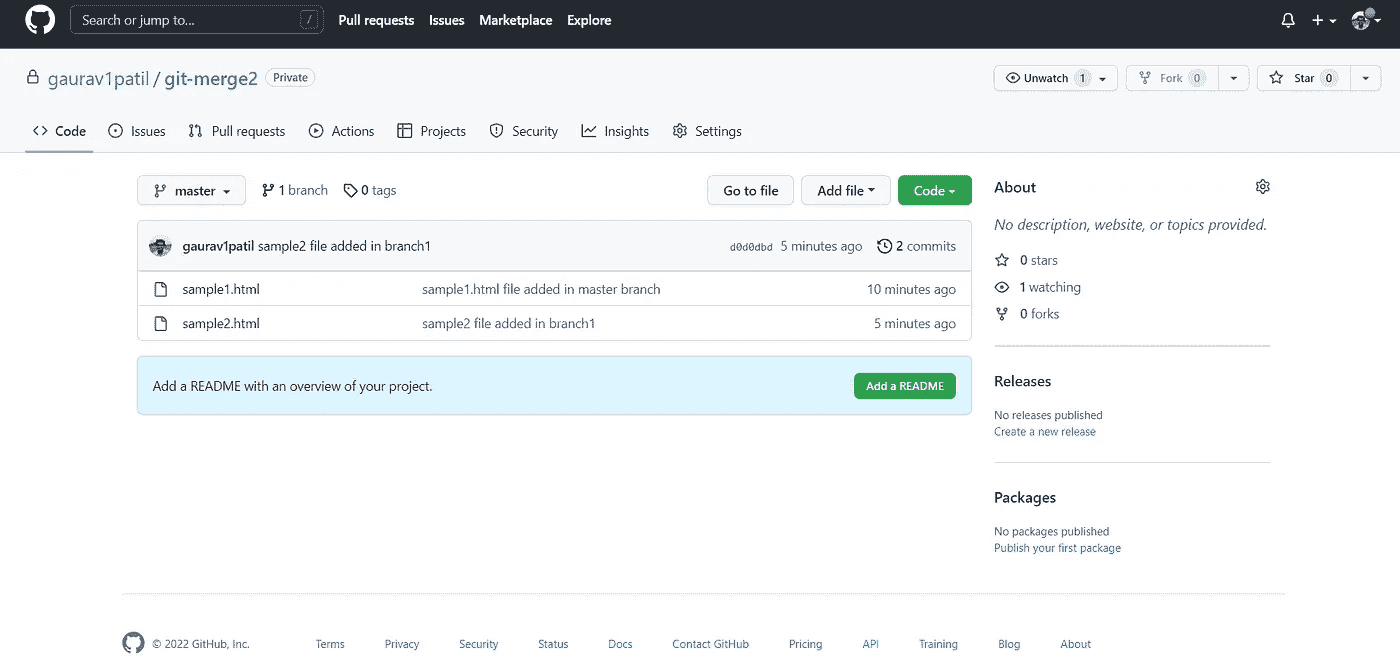 Search or jump to... / Pull requests Issues Marketplace Explore
gaurav1patil / git-merge2 Private Unwatch 1 Fork 0 Star 0
Code Issues Pull requests Actions Projects Security Insights Settings
master 1 branch 0 tags Go to file Add file Code
gaurav1patil sample2 file added in branch1 d0d0dbd 5 minutes ago 2 commits
sample1.html sample1.html file added in master branch 10 minutes ago
sample2.html sample2 file added in branch1 5 minutes ago
Add a README with an overview of your project. Add a README
About
No description, website, or topics provided.
0 stars
1 watching
0 forks
Releases
No releases published
Create a new release
Packages
No packages published
Publish your first package
© 2022 GitHub, Inc. Terms Privacy Security Status Docs Contact GitHub Pricing API Training Blog About